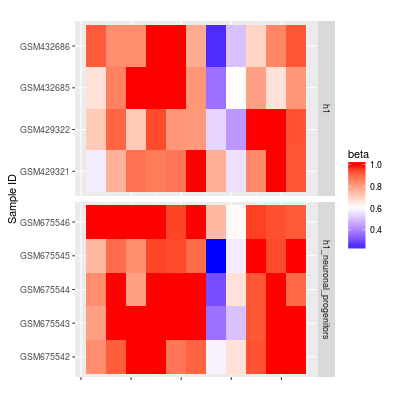 Sample ID
GSM432686
GSM432685
GSM429322
GSM429321
h1
GSM675546
GSM675545
GSM675544
GSM675543
GSM675542
h1_neuronal_progenitors
beta
1.0
0.8
0.6
0.4